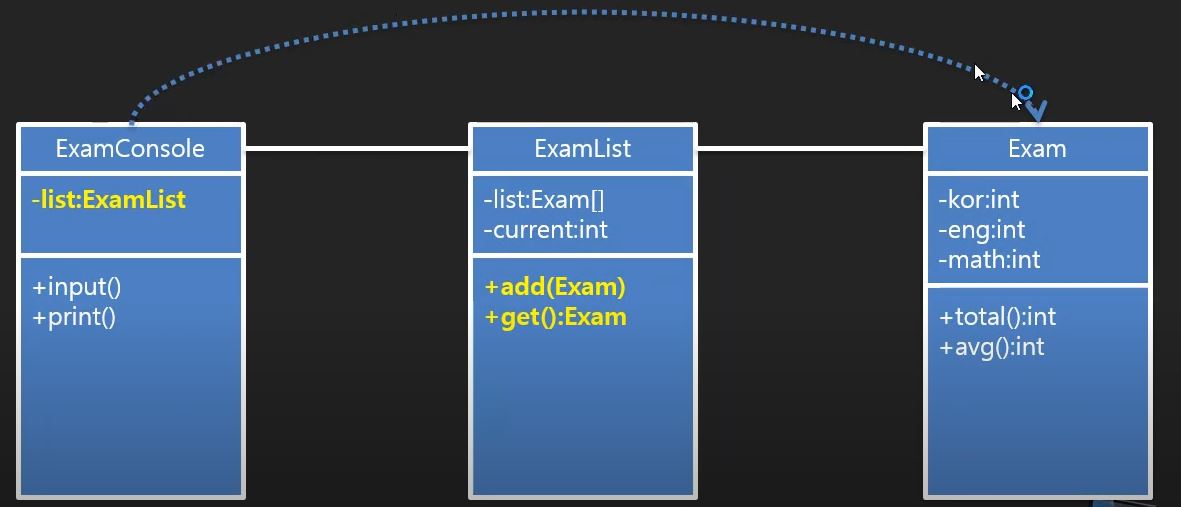 ExamConsole
-list:ExamList
+input()
+print()
ExamList
-list:Exam[]
-current:int
+add(Exam)
+get():Exam
Exam
-kor:int
-eng:int
-math:int
+total():int
+avg():int